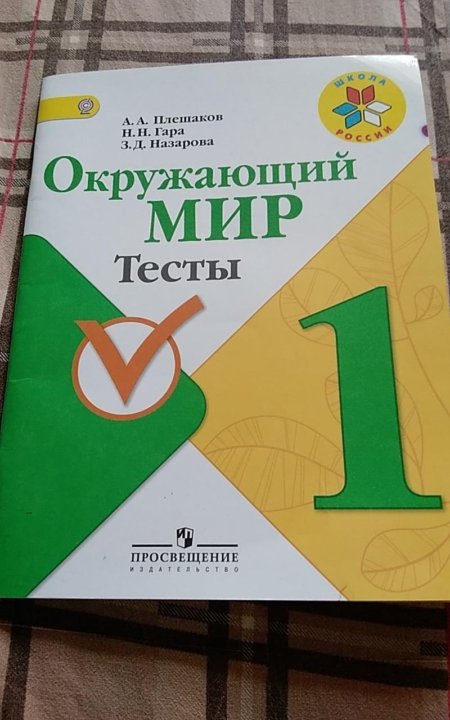 А. А. Плешаков
Н. Н. Гара
З. Д. Назарова
ШКОЛА
РОССИИ
Окружающий
МИР
Тесты
1
ПРОСВЕЩЕНИЕ
ИЗДАТЕЛЬСТВО